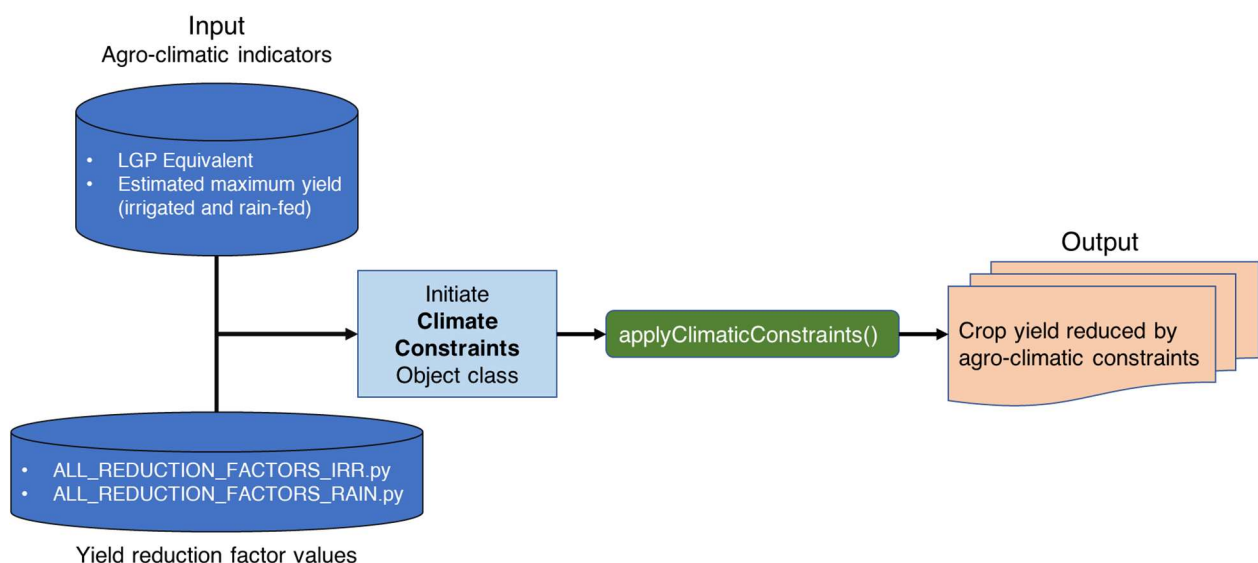 Input
Agro-climatic indicators
• LGP Equivalent
• Estimated maximum yield
(irrigated and rain-fed)
Initiate
Climate
Constraints
Object class
applyClimaticConstraints()
Output
Crop yield reduced by
agro-climatic constraints
• ALL_REDUCTION_FACTORS_IRR.py
• ALL_REDUCTION_FACTORS_RAIN.py
Yield reduction factor values